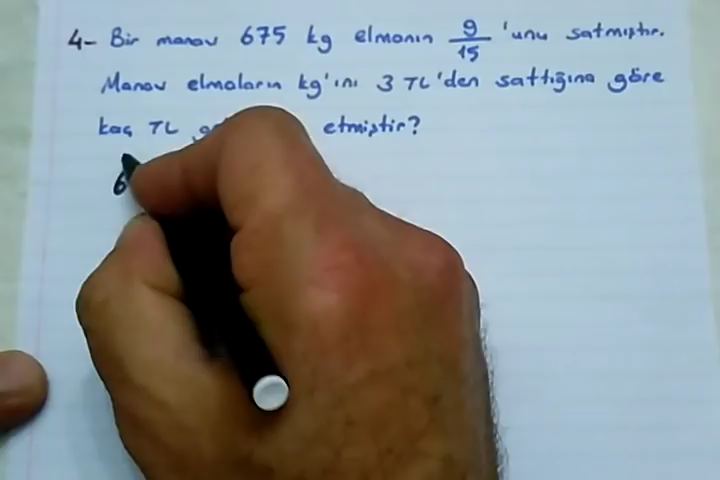 4- Bir manav 675 kg elmanın 9/15 'unu satmıştır.
Manav elmaların kg'ını 3 TL'den sattığına göre
kaç TL etmiştir?
6